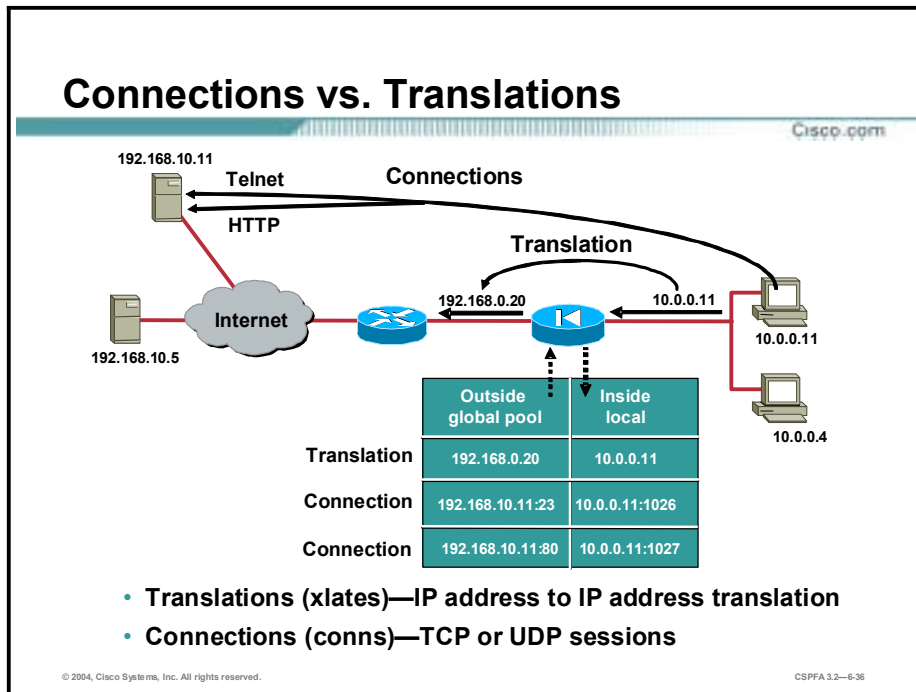 Connections vs. Translations
Cisco.com
192.168.10.11
Telnet
Connections
HTTP
Translation
192.168.0.20
10.0.0.11
Internet
192.168.10.5
10.0.0.11
10.0.0.4
Outside global pool
Inside local
Translation
192.168.0.20
10.0.0.11
Connection
192.168.10.11:23
10.0.0.11:1026
Connection
192.168.10.11:80
10.0.0.11:1027
• Translations (xlates)—IP address to IP address translation
• Connections (conns)—TCP or UDP sessions
© 2004, Cisco Systems, Inc. All rights reserved.
CSPFA 3.2—6-36